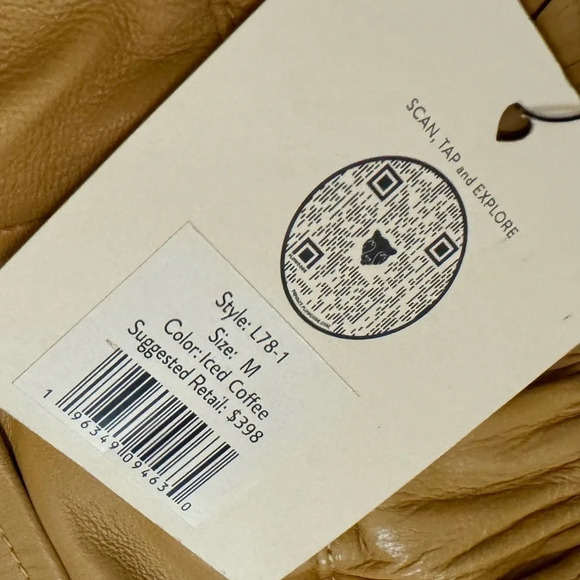 SCAN, TAP and EXPLORE
Style: L78-1
Size: M
Color: Iced Coffee
Suggested Retail: $398
1 96349 09463 0